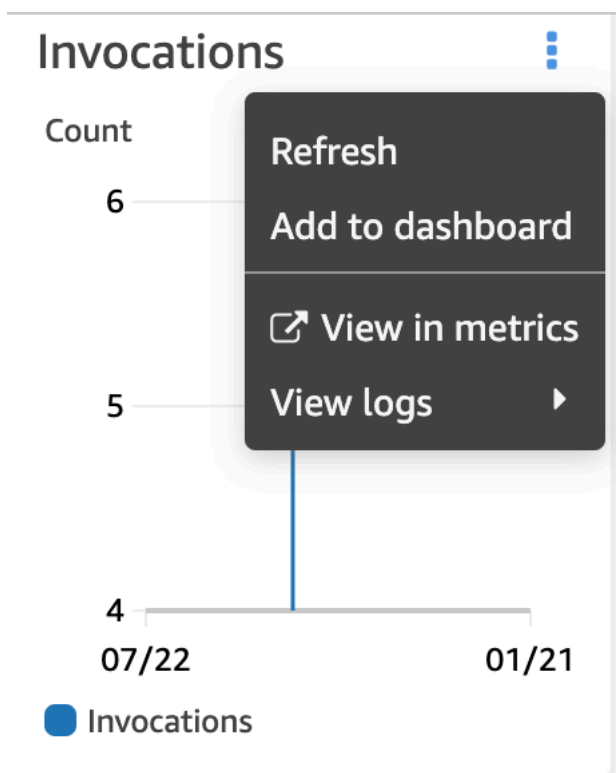 Invocations
Count
Refresh
6
Add to dashboard
View in metrics
5
View logs
4
07/22 01/21
Invocations